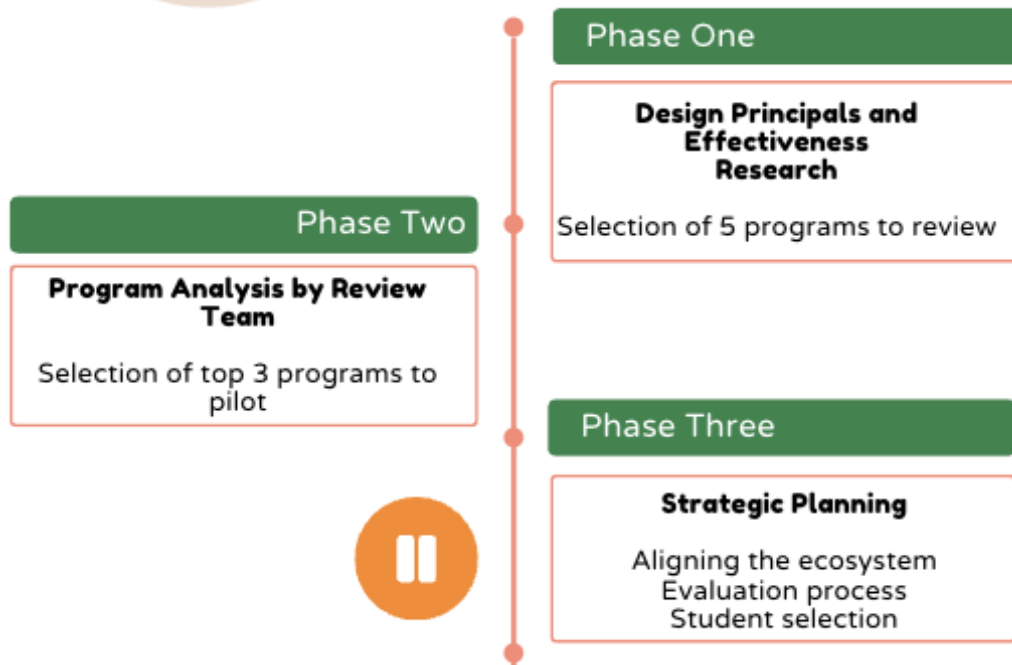 Phase One
Design Principals and
Effectiveness
Research
Selection of 5 programs to review
Phase Two
Program Analysis by Review
Team
Selection of top 3 programs to
pilot
Phase Three
Strategic Planning
Aligning the ecosystem
Evaluation process
Student selection